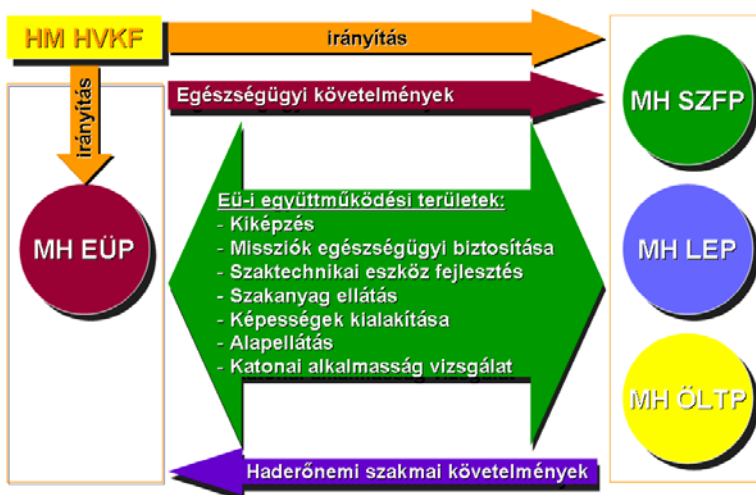 HM HVKF
irányítás
irányítás
Egészségügyi követelmények
MH SZFP
MH EÜP
Eü-i együttműködési területek:
- Kiképzés
- Missziók egészségügyi biztosítása
- Szaktechnikai eszköz fejlesztés
- Szakanyag ellátás
- Képességek kialakítása
- Alapellátás
- Katonai alkalmasság vizsgálat
MH LEP
MH ÖLTP
Haderőnemi szakmai követelmények